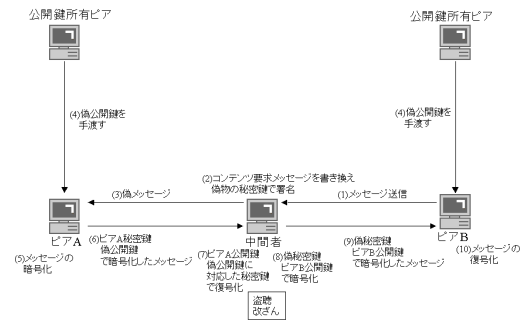 公開鍵所有ピア
公開鍵所有ピア
(4)偽公開鍵を
手渡す
(4)偽公開鍵を
手渡す
(2)コンテンツ要求メッセージを書き換え
偽物の秘密鍵で署名
(3)偽メッセージ
(1)メッセージ送信
ピアA
中間者
ピアB
(5)メッセージの
暗号化
(6)ピアA秘密鍵
偽公開鍵
で暗号化したメッセージ
(7)ピアA公開鍵
偽公開鍵に
対応した秘密鍵
で復号化
(8)偽秘密鍵
ピアB公開鍵
で暗号化
(9)偽秘密鍵
ピアB公開鍵
で暗号化したメッセージ
(10)メッセージの
復号化
盗聴
改ざん